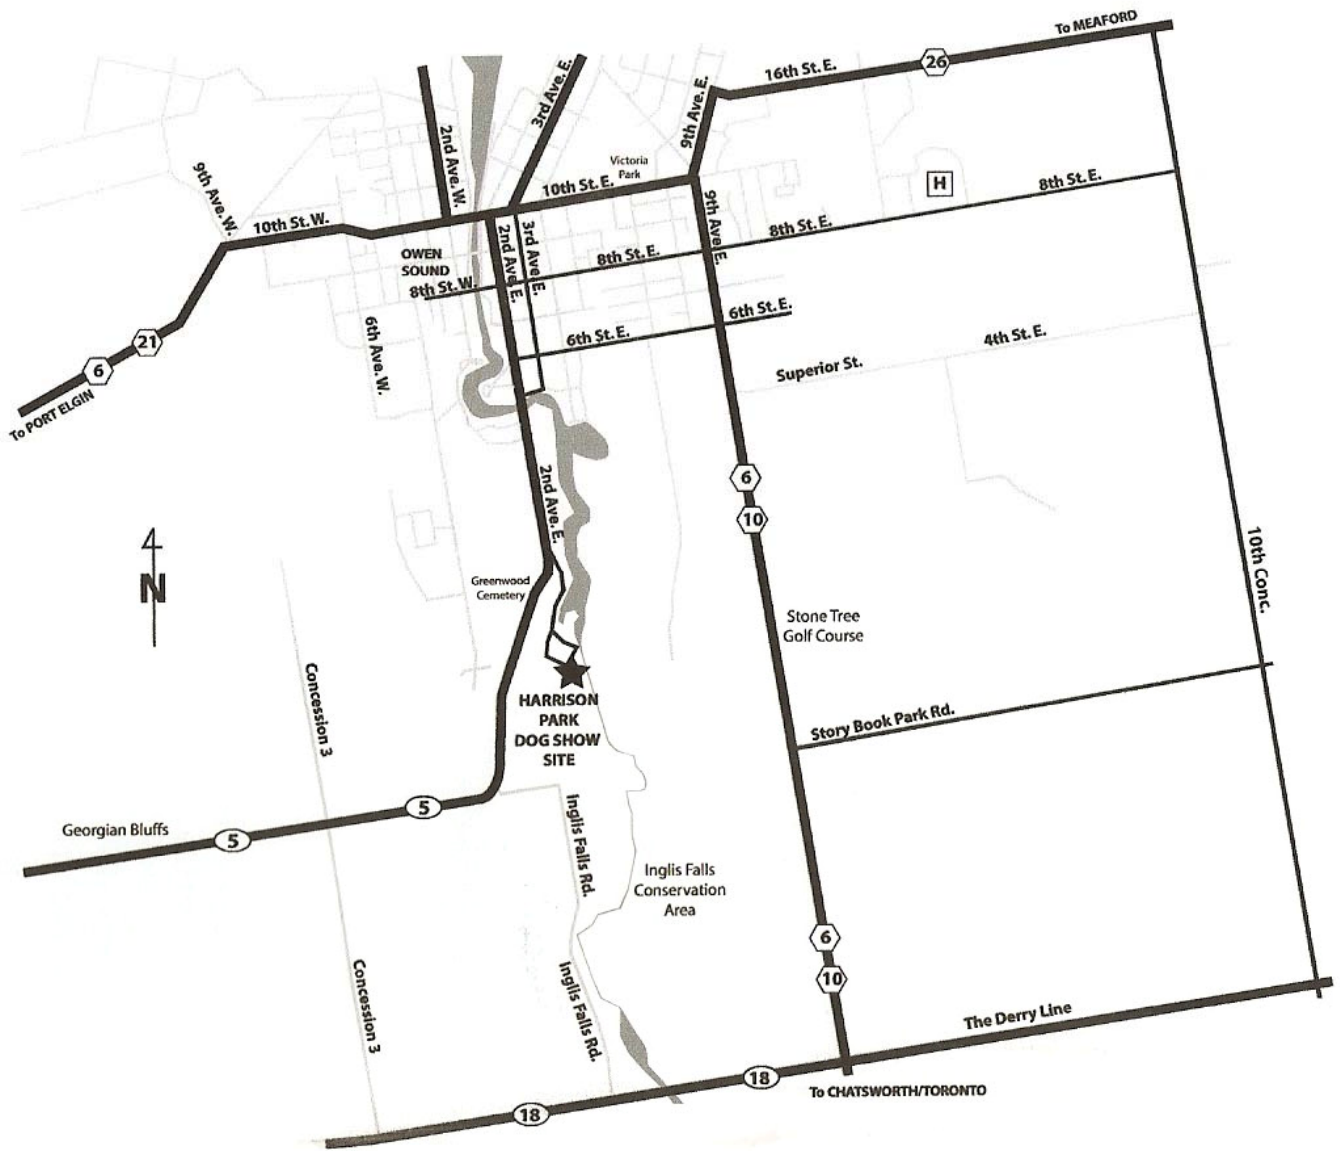 To MEAFORD
26
16th St. E.
3rd Ave. E.
9th Ave. E.
2nd Ave. W.
Victoria
Park
10th St. E.
H
8th St. E.
9th Ave. W.
10th St. W.
9th Ave. E.
8th St. E.
3rd Ave. E.
2nd Ave. E.
OWEN
SOUND
8th St. E.
8th St. W.
6th St. E.
6th St. E.
4th St. E.
21
6
6th Ave. W.
Superior St.
To PORT ELGIN
6
10
2nd Ave. E.
N
Greenwood
Cemetery
10th Conc.
Stone Tree
Golf Course
Concession 3
HARRISON
PARK
DOG SHOW
SITE
Story Book Park Rd.
5
Georgian Bluffs
5
Inglis Falls Rd.
Inglis Falls
Conservation
Area
6
10
Concession 3
Inglis Falls Rd.
The Derry Line
18
To CHATSWORTH/TORONTO
18